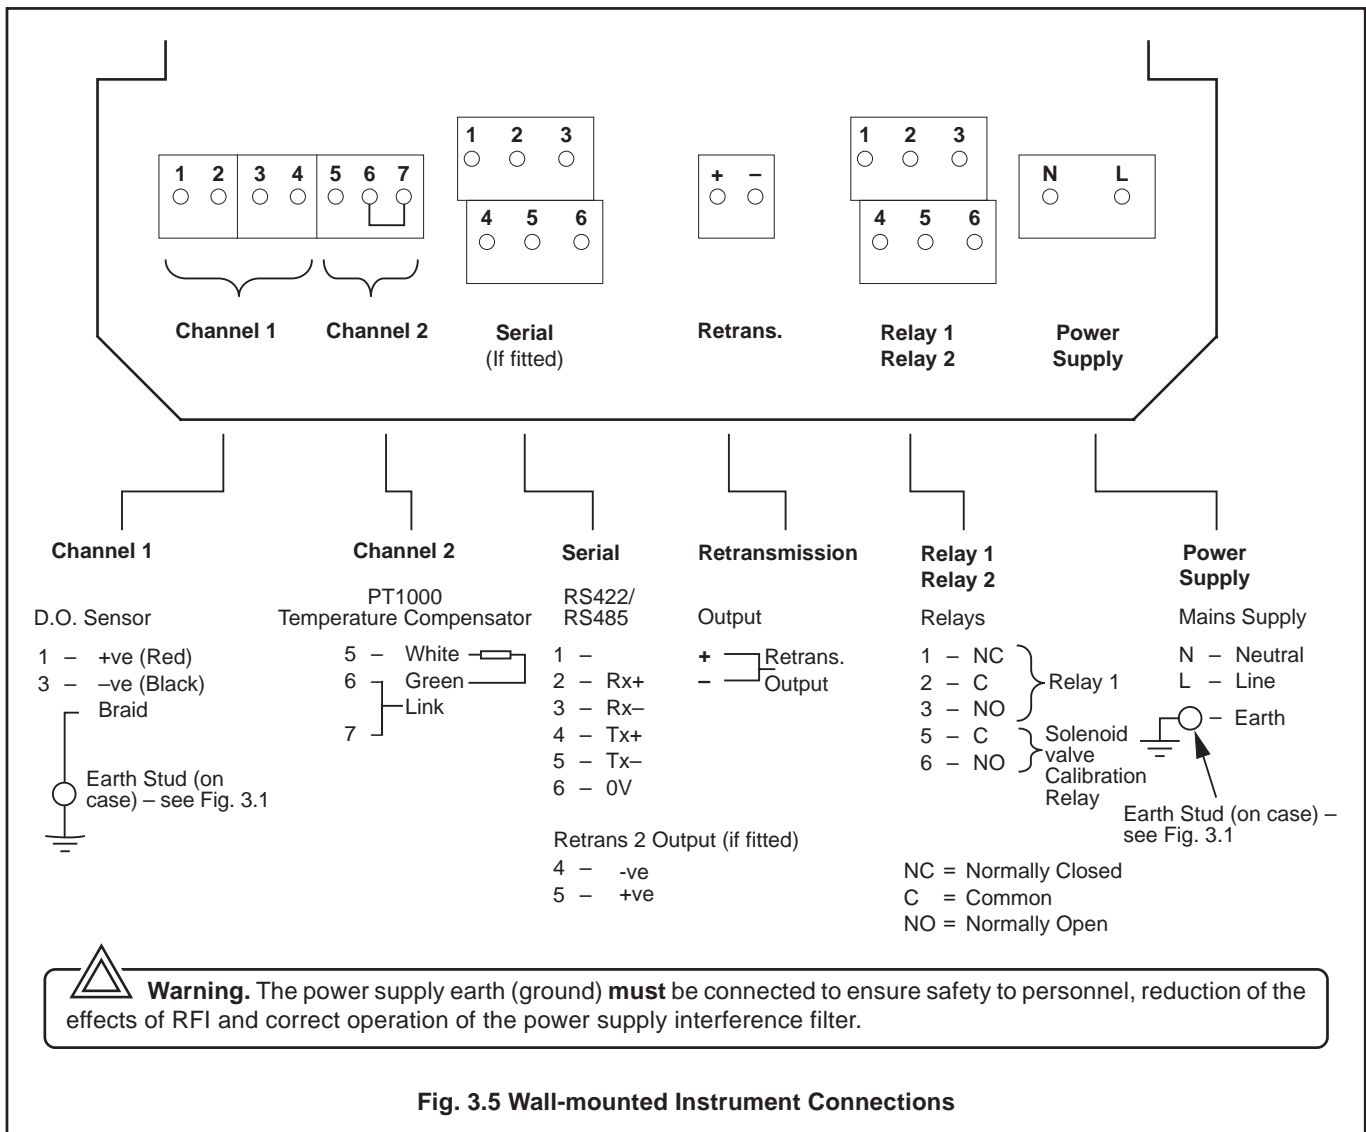 1 2 3 4 5 6 7
1 2 3
4 5 6
+ –
1 2 3
4 5 6
N L
Channel 1
Channel 2
Serial
(If fitted)
Retrans.
Relay 1
Relay 2
Power
Supply
Channel 1
D.O. Sensor
1 – +ve (Red)
3 – –ve (Black)
Braid
Earth Stud (on
case) – see Fig. 3.1
Channel 2
PT1000
Temperature Compensator
5 – White
6 Green
Link
7
Serial
RS422/
RS485
1 –
2 – Rx+
3 – Rx–
4 – Tx+
5 – Tx–
6 – 0V
Retrans 2 Output (if fitted)
4 – -ve
5 – +ve
Retransmission
Output
+ Retrans.
– Output
Relay 1
Relay 2
Relays
1 – NC
2 – C
3 – NO
Relay 1
5 – C
6 – NO
Solenoid
valve
Calibration
Relay
NC = Normally Closed
C = Common
NO = Normally Open
Power
Supply
Mains Supply
N – Neutral
L – Line
– Earth
Earth Stud (on case) –
see Fig. 3.1
Warning. The power supply earth (ground) must be connected to ensure safety to personnel, reduction of the
effects of RFI and correct operation of the power supply interference filter.
Fig. 3.5 Wall-mounted Instrument Connections